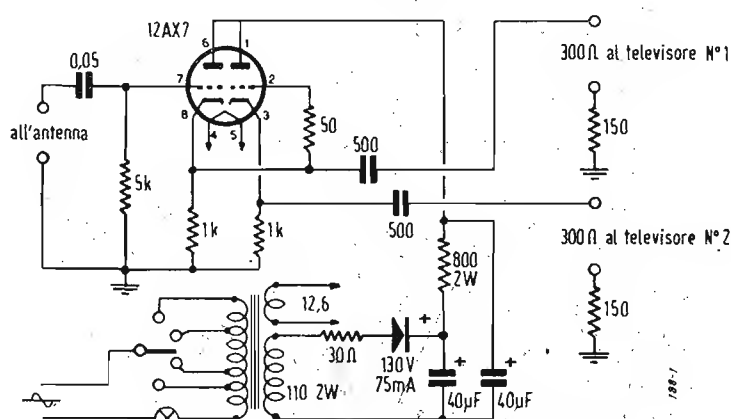 12AX7
6
1
0,05
7
2
8
3
4
5
all'antenna
5k
50
500
500
1k
1k
300Ω al televisore N°1
150
300Ω al televisore N°2
150
800
2W
12,6
30Ω
130V
75mA
110 2W
40μF
40μF
188-1